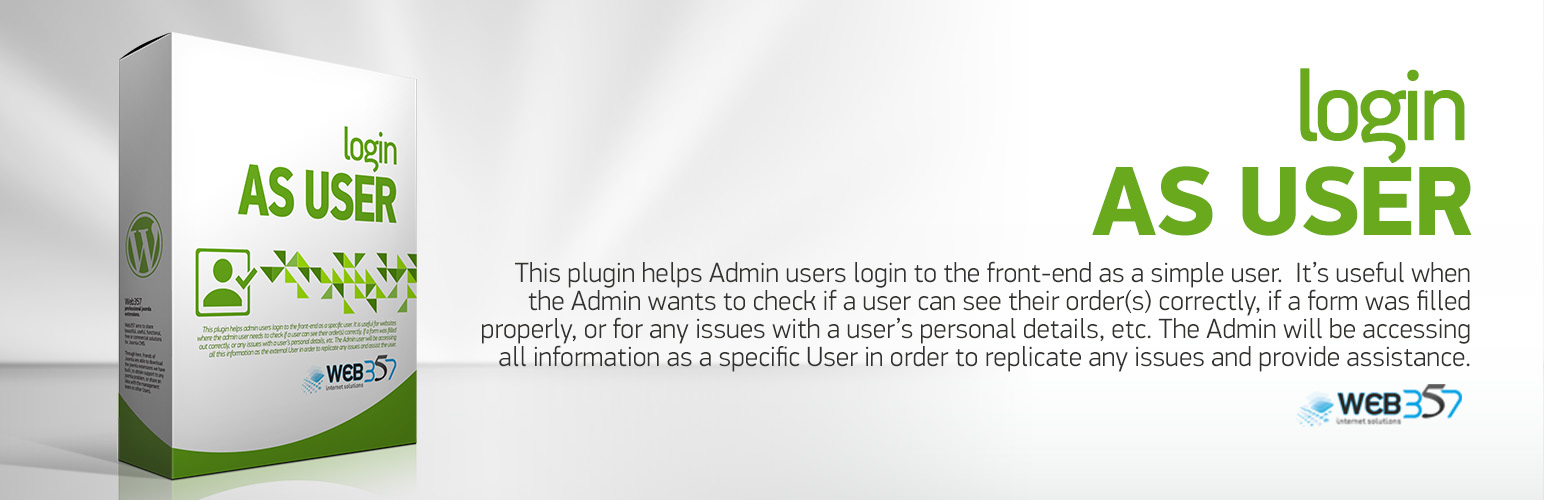 login
AS USER
This plugin helps admin users login to the front-end as a specific user. It is useful for websites
where the admin user needs to check if a user can see their order(s) correctly, if a form was filled
out correctly, or any issues with a user's personal details, etc. The Admin user will be accessing
all this information as the external User in order to replicate any issues and assist the user.
WEB357
internet solutions
Web357
professional joomla
extensions.
login
AS USER
This plugin helps Admin users login to the front-end as a simple user.  It's useful when
the Admin wants to check if a user can see their order(s) correctly, if a form was filled
properly, or for any issues with a user's personal details, etc. The Admin will be accessing
all information as a specific User in order to replicate any issues and provide assistance.
WEB357
internet solutions